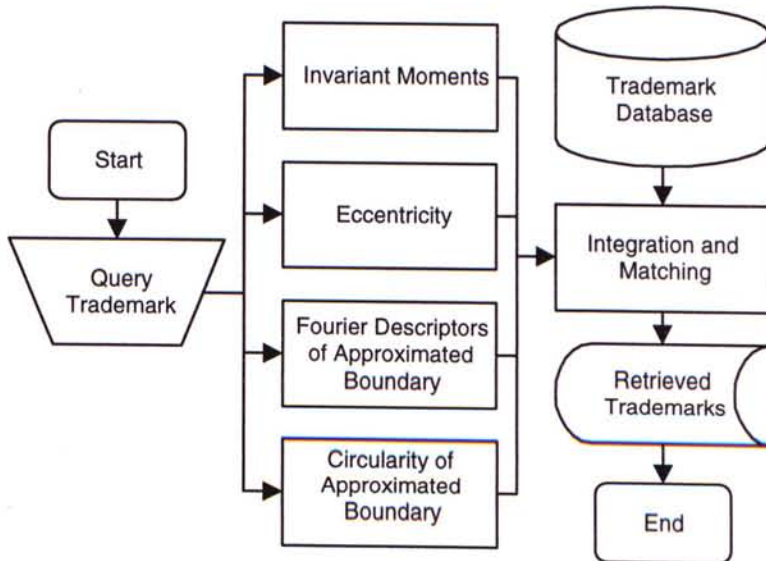 Start
Query
Trademark
Invariant Moments
Eccentricity
Fourier Descriptors
of Approximated
Boundary
Circularity of
Approximated
Boundary
Trademark
Database
Integration and
Matching
Retrieved
Trademarks
End